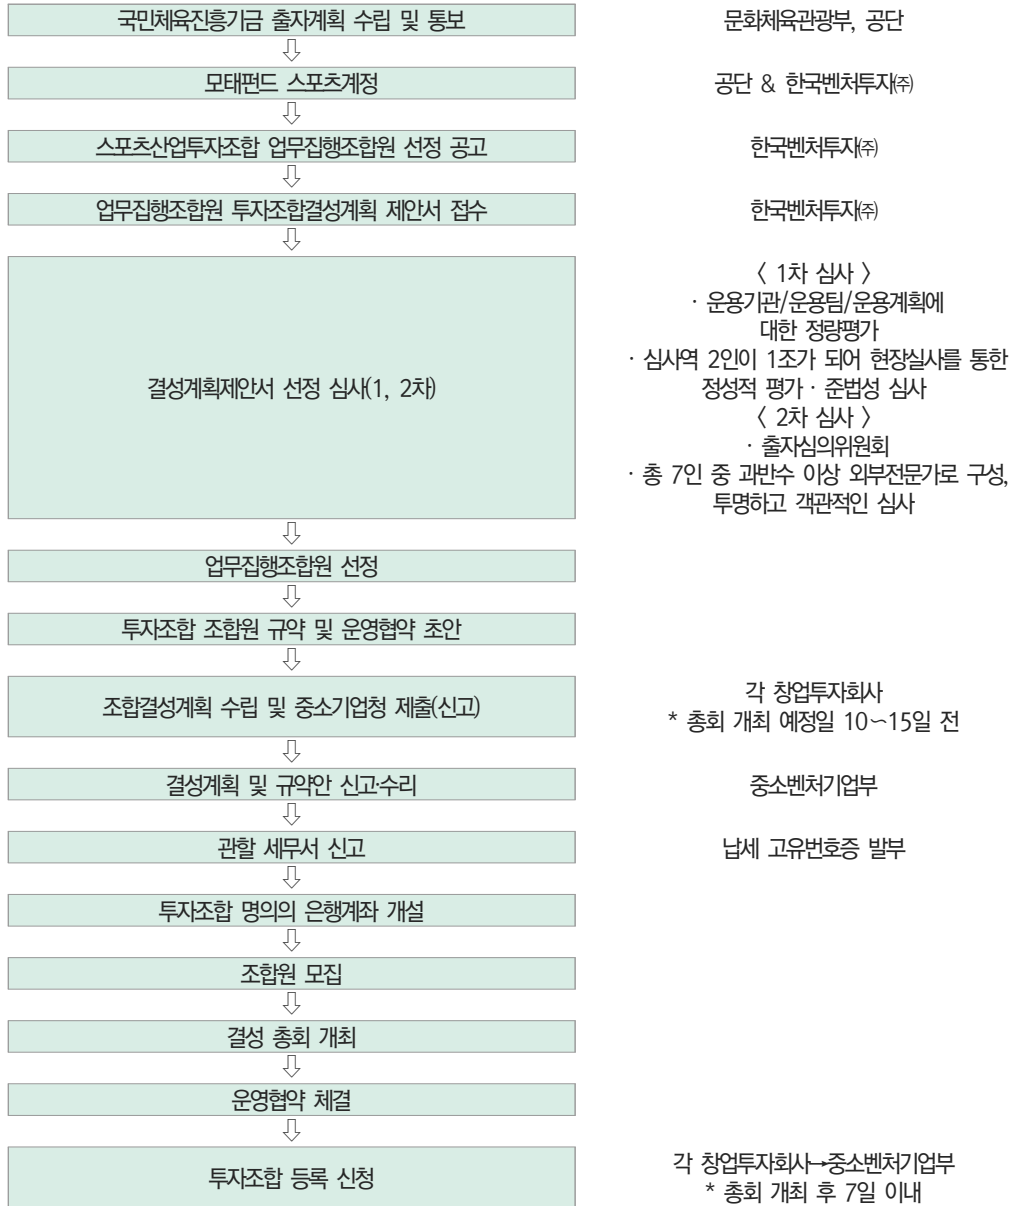 국민체육진흥기금 출자계획 수립 및 통보
문화체육관광부, 공단
모태펀드 스포츠계정
공단 & 한국벤처투자㈜
스포츠산업투자조합 업무집행조합원 선정 공고
한국벤처투자㈜
업무집행조합원 투자조합결성계획 제안서 접수
한국벤처투자㈜
결성계획제안서 선정 심사(1, 2차)
< 1차 심사 >
· 운용기관/운용팀/운용계획에
대한 정량평가
· 심사역 2인이 1조가 되어 현장실사를 통한
정성적 평가 · 준법성 심사
< 2차 심사 >
· 출자심의위원회
· 총 7인 중 과반수 이상 외부전문가로 구성,
투명하고 객관적인 심사
업무집행조합원 선정
투자조합 조합원 규약 및 운영협약 초안
조합결성계획 수립 및 중소기업청 제출(신고)
각 창업투자회사
* 총회 개최 예정일 10~15일 전
결성계획 및 규약안 신고·수리
중소벤처기업부
관할 세무서 신고
납세 고유번호증 발부
투자조합 명의의 은행계좌 개설
조합원 모집
결성 총회 개최
운영협약 체결
투자조합 등록 신청
각 창업투자회사→중소벤처기업부
* 총회 개최 후 7일 이내